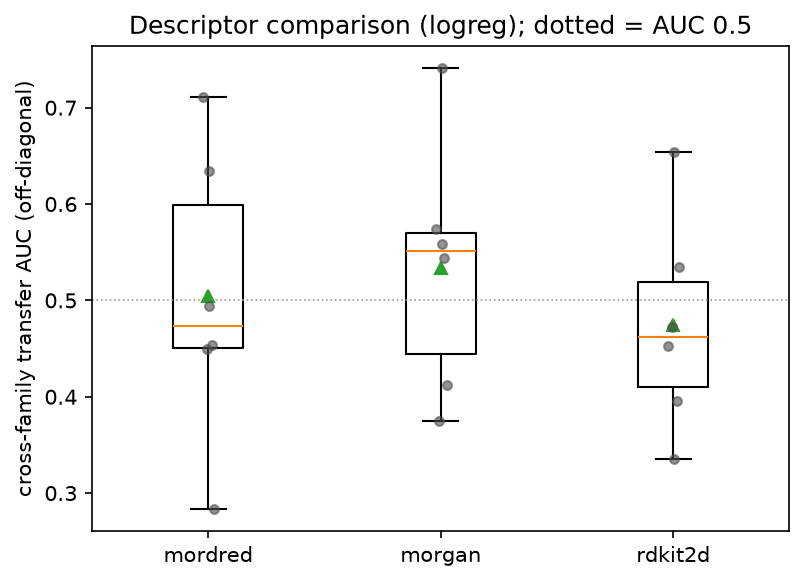 Descriptor comparison (logreg); dotted = AUC 0.5
cross-family transfer AUC (off-diagonal)
0.7
0.6
0.5
0.4
0.3
mordred
morgan
rdkit2d